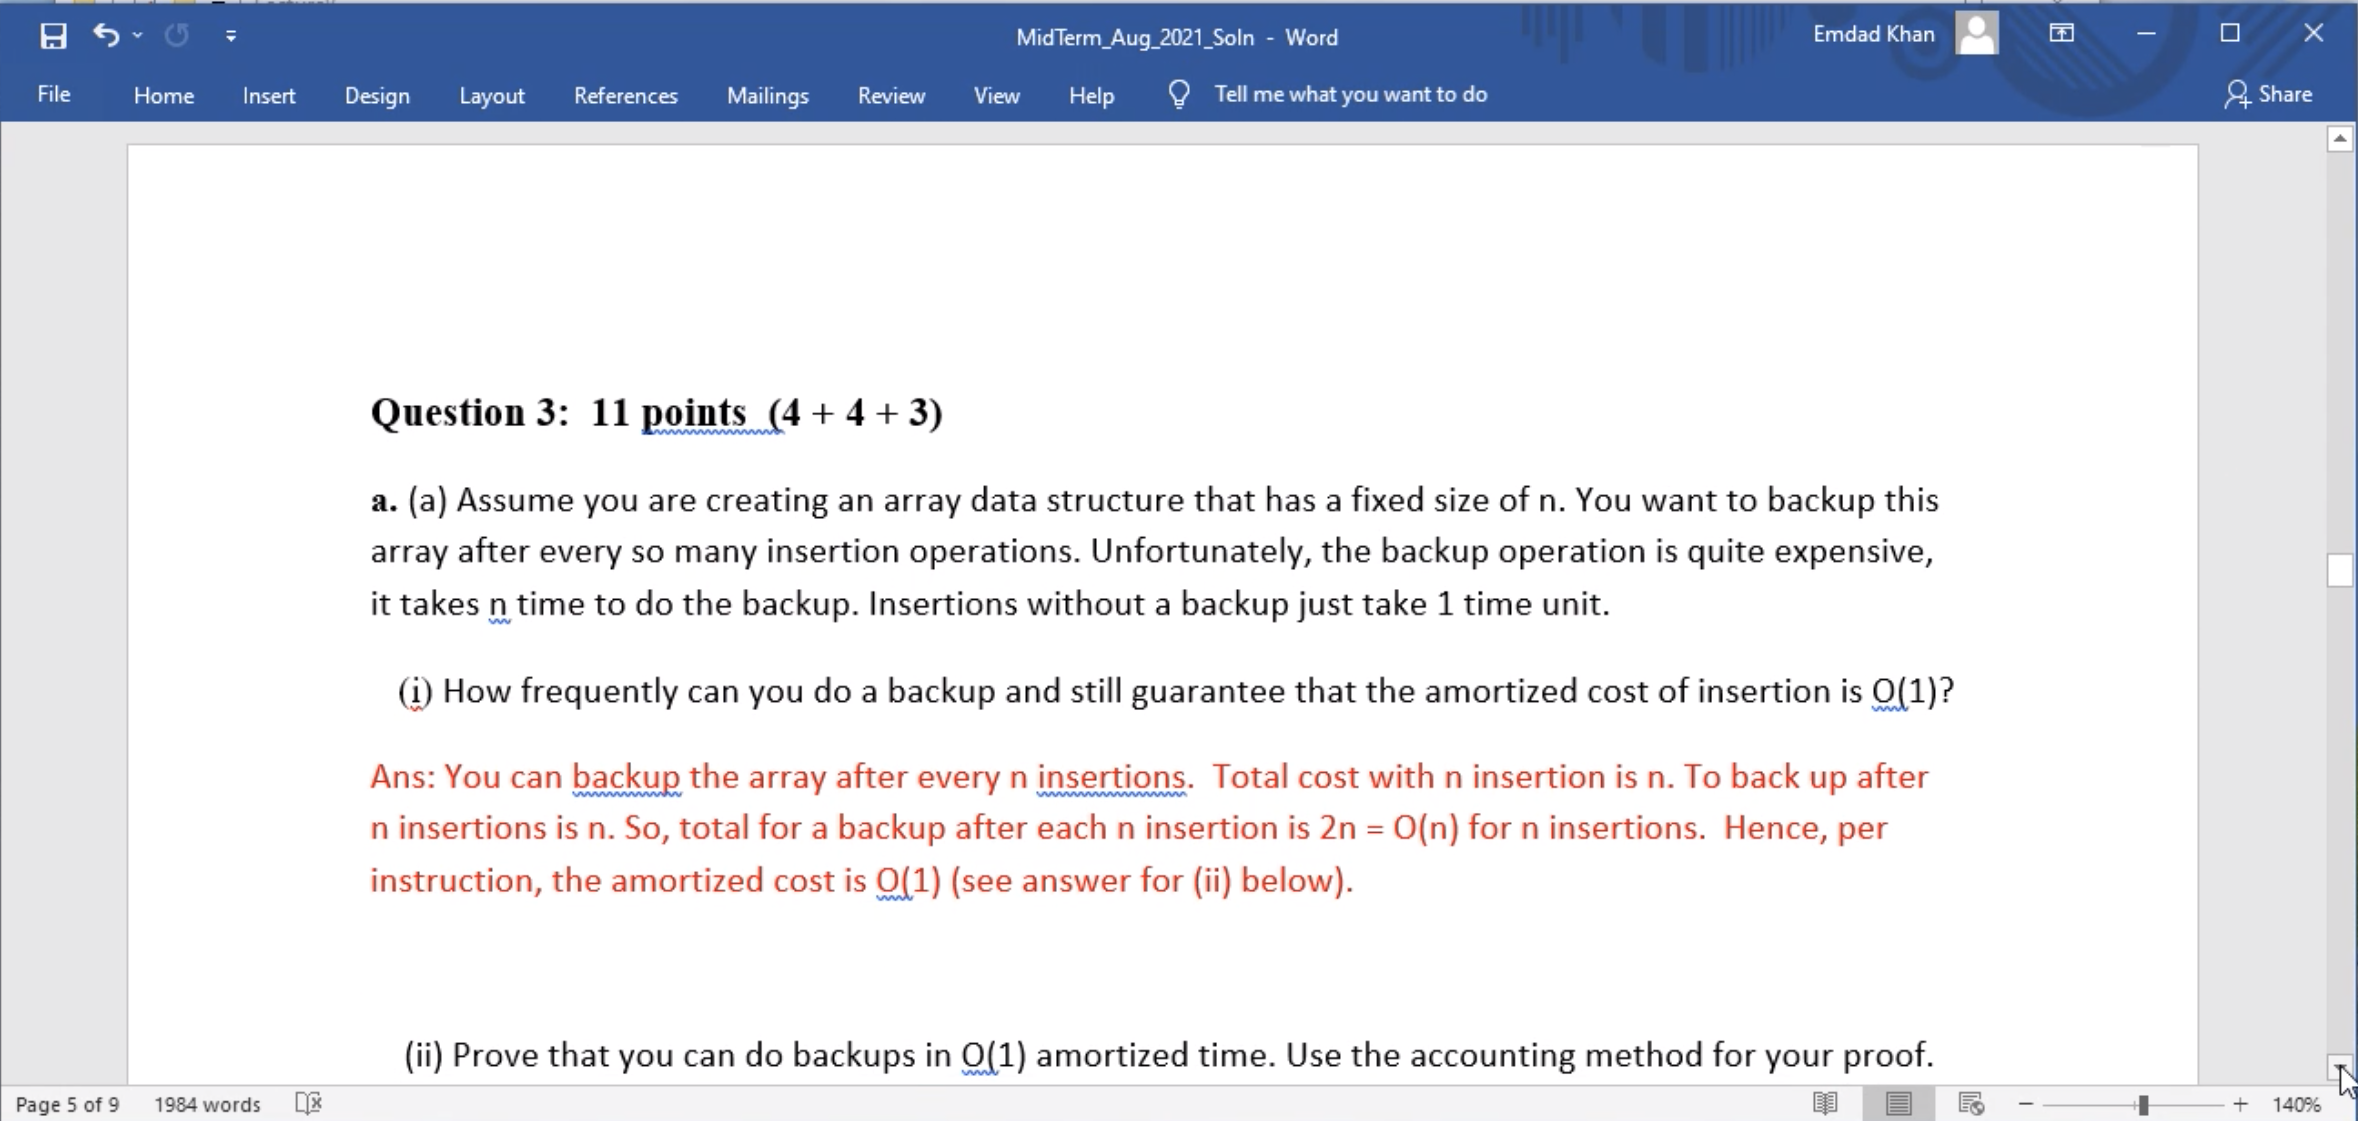 MidTerm_Aug_2021_Soln - Word
Emdad Khan
File Home Insert Design Layout References Mailings Review View Help Tell me what you want to do Share
Question 3: 11 points (4 + 4 + 3)
a. (a) Assume you are creating an array data structure that has a fixed size of n. You want to backup this
array after every so many insertion operations. Unfortunately, the backup operation is quite expensive,
it takes n time to do the backup. Insertions without a backup just take 1 time unit.
(i) How frequently can you do a backup and still guarantee that the amortized cost of insertion is O(1)?
Ans: You can backup the array after every n insertions. Total cost with n insertion is n. To back up after
n insertions is n. So, total for a backup after each n insertion is 2n = O(n) for n insertions. Hence, per
instruction, the amortized cost is O(1) (see answer for (ii) below).
(ii) Prove that you can do backups in O(1) amortized time. Use the accounting method for your proof.
Page 5 of 9 1984 words 140%